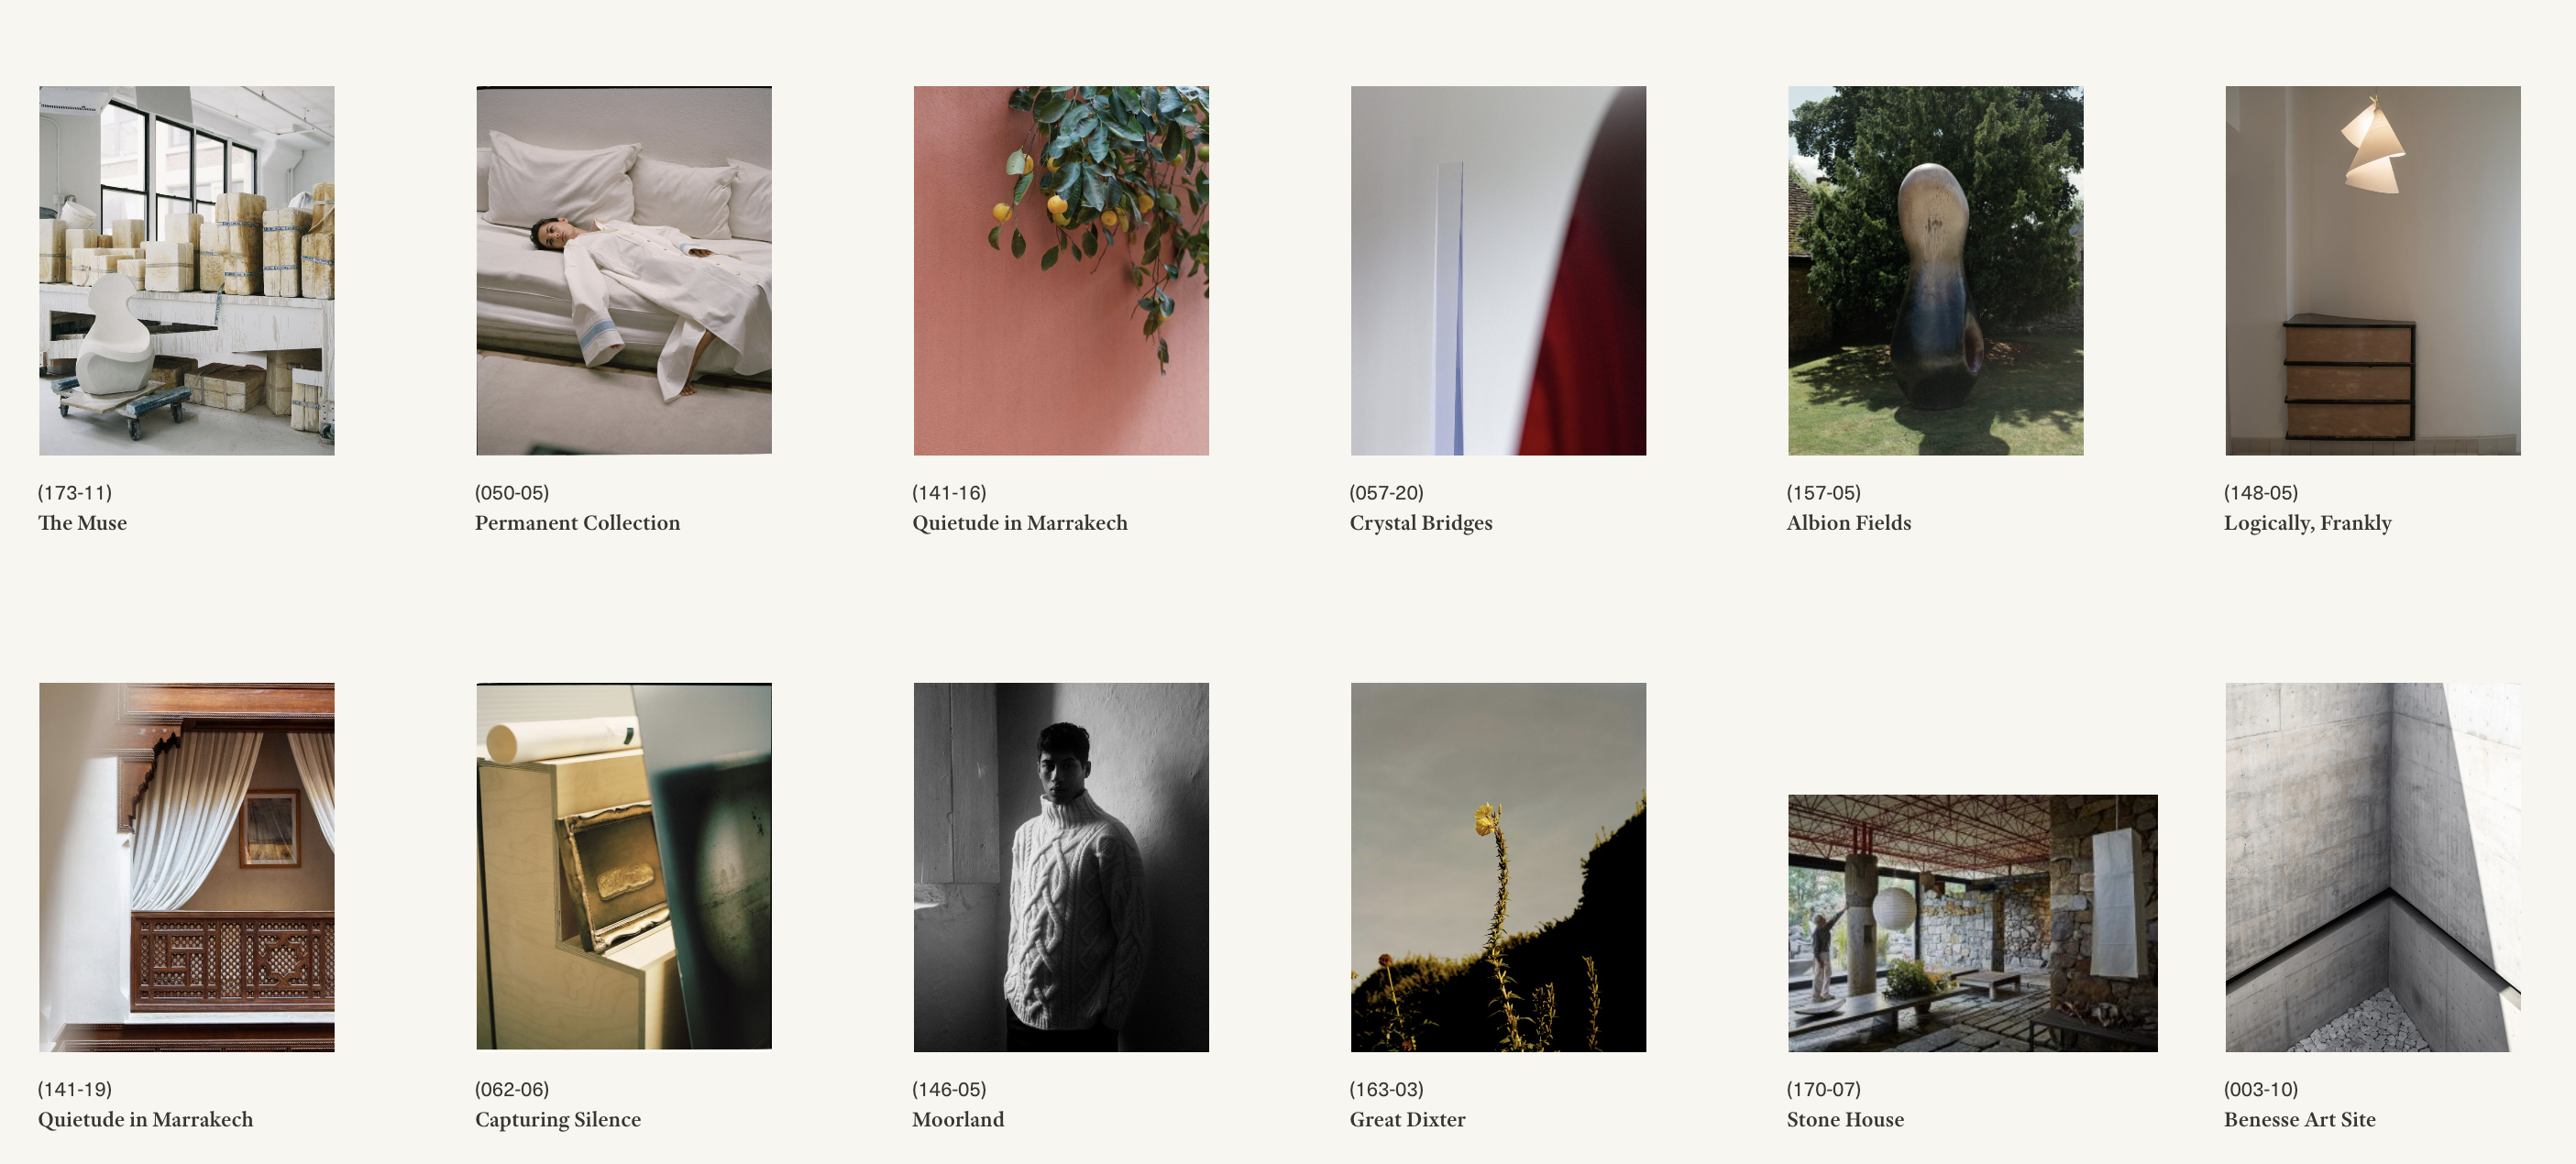 (173-11)
The Muse
(050-05)
Permanent Collection
(141-16)
Quietude in Marrakech
(057-20)
Crystal Bridges
(157-05)
Albion Fields
(148-05)
Logically, Frankly
(141-19)
Quietude in Marrakech
(062-06)
Capturing Silence
(146-05)
Moorland
(163-03)
Great Dixter
(170-07)
Stone House
(003-10)
Benesse Art Site